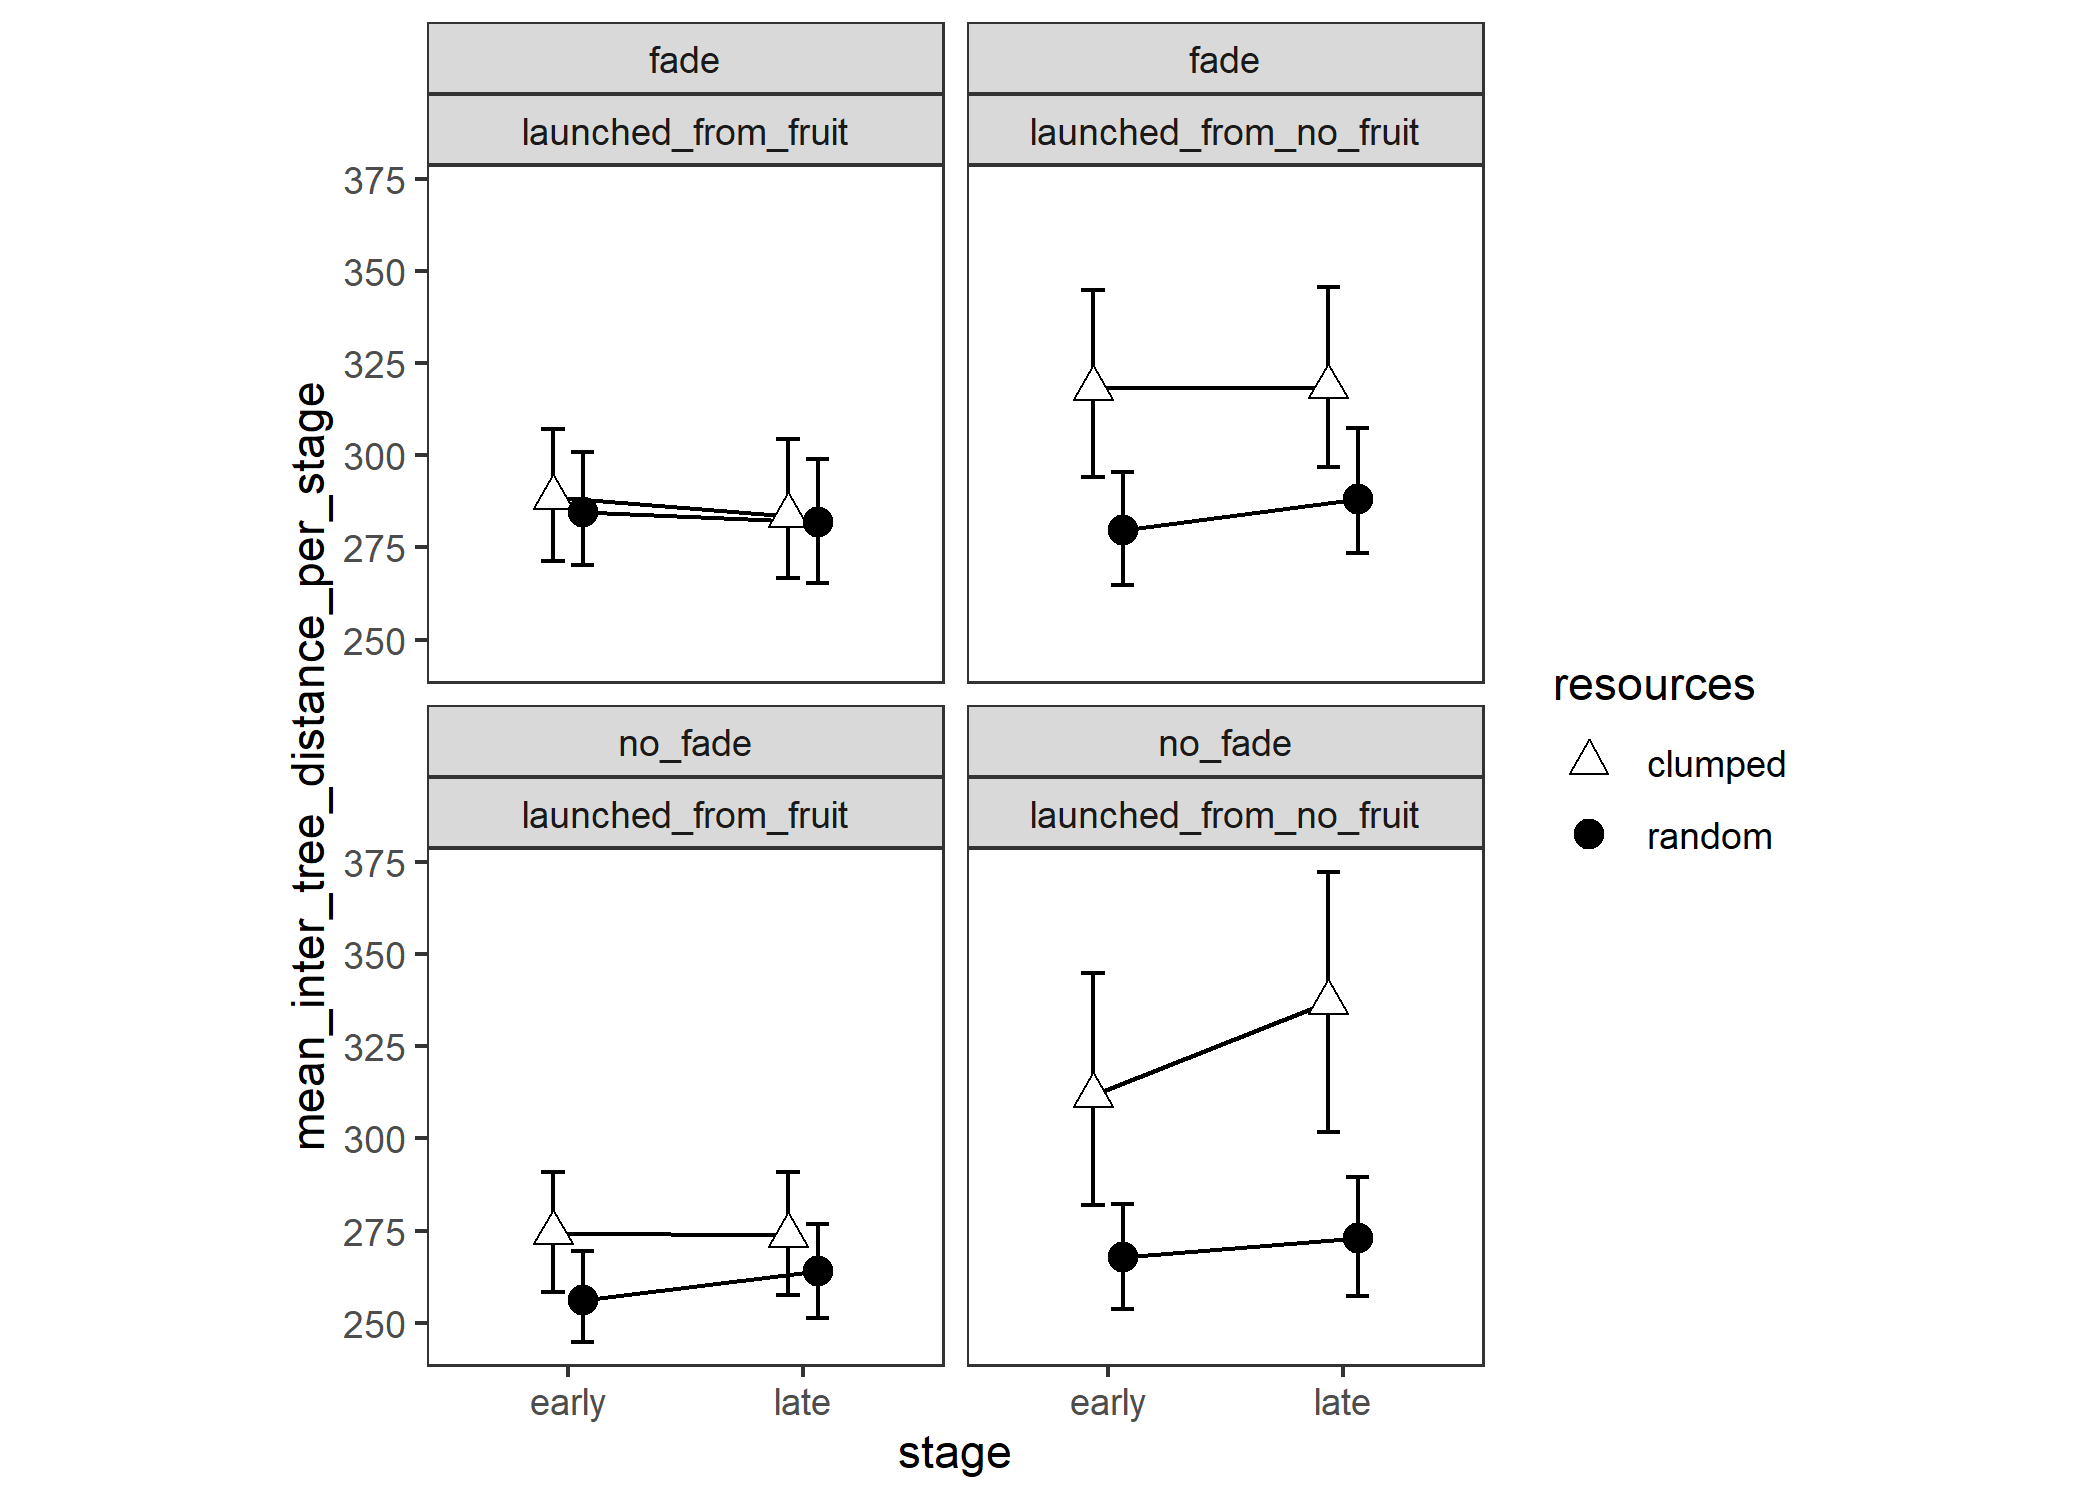 fade
launched_from_fruit
fade
launched_from_no_fruit
375
350
325
300
275
250
no_fade
launched_from_fruit
no_fade
launched_from_no_fruit
375
350
325
300
275
250
early
late
early
late
stage
mean_inter_tree_distance_per_stage
resources
clumped
random